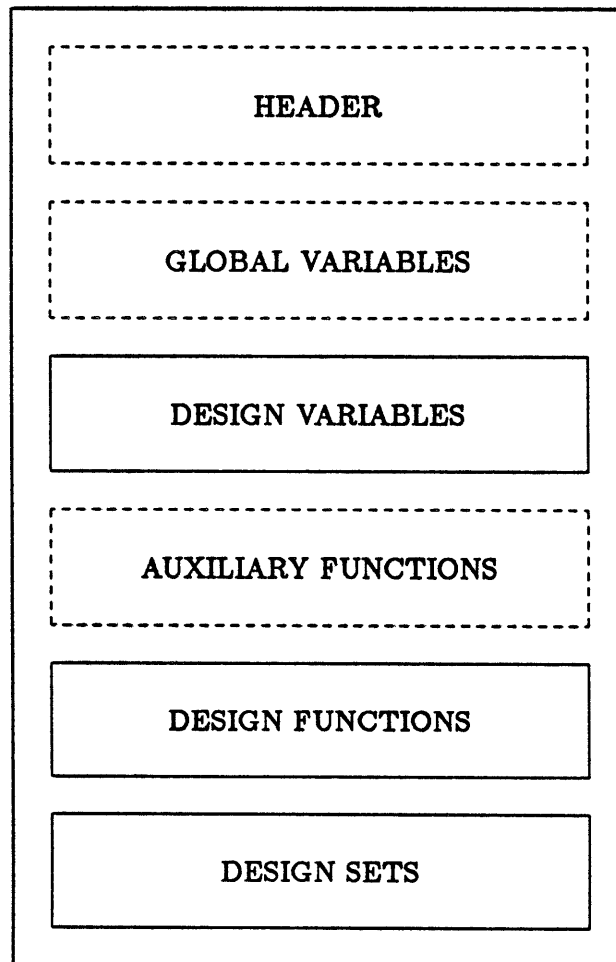 HEADER
GLOBAL VARIABLES
DESIGN VARIABLES
AUXILIARY FUNCTIONS
DESIGN FUNCTIONS
DESIGN SETS